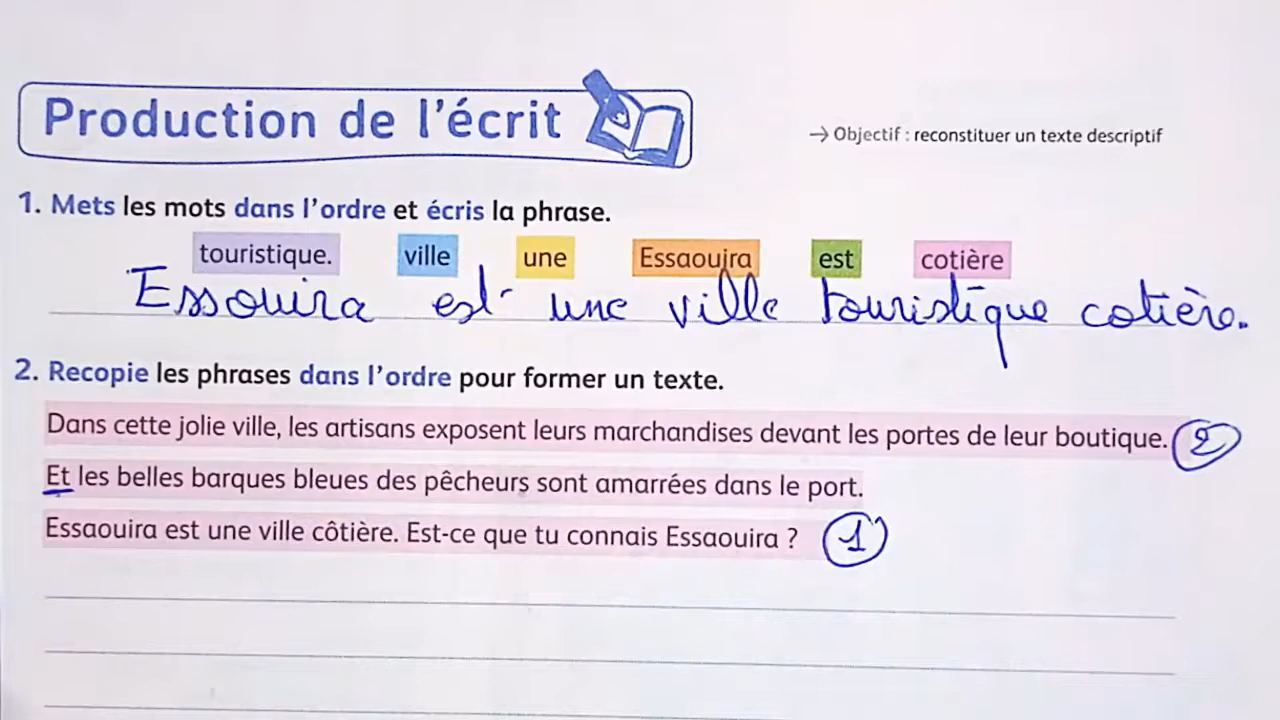 Production de l'écrit
→ Objectif : reconstituer un texte descriptif
1. Mets les mots dans l'ordre et écris la phrase.
touristique. ville une Essaouira est cotière
Essouira est une ville touristique cotière.
2. Recopie les phrases dans l'ordre pour former un texte.
Dans cette jolie ville, les artisans exposent leurs marchandises devant les portes de leur boutique. 2
Et les belles barques bleues des pêcheurs sont amarrées dans le port.
Essaouira est une ville côtière. Est-ce que tu connais Essaouira ? 1